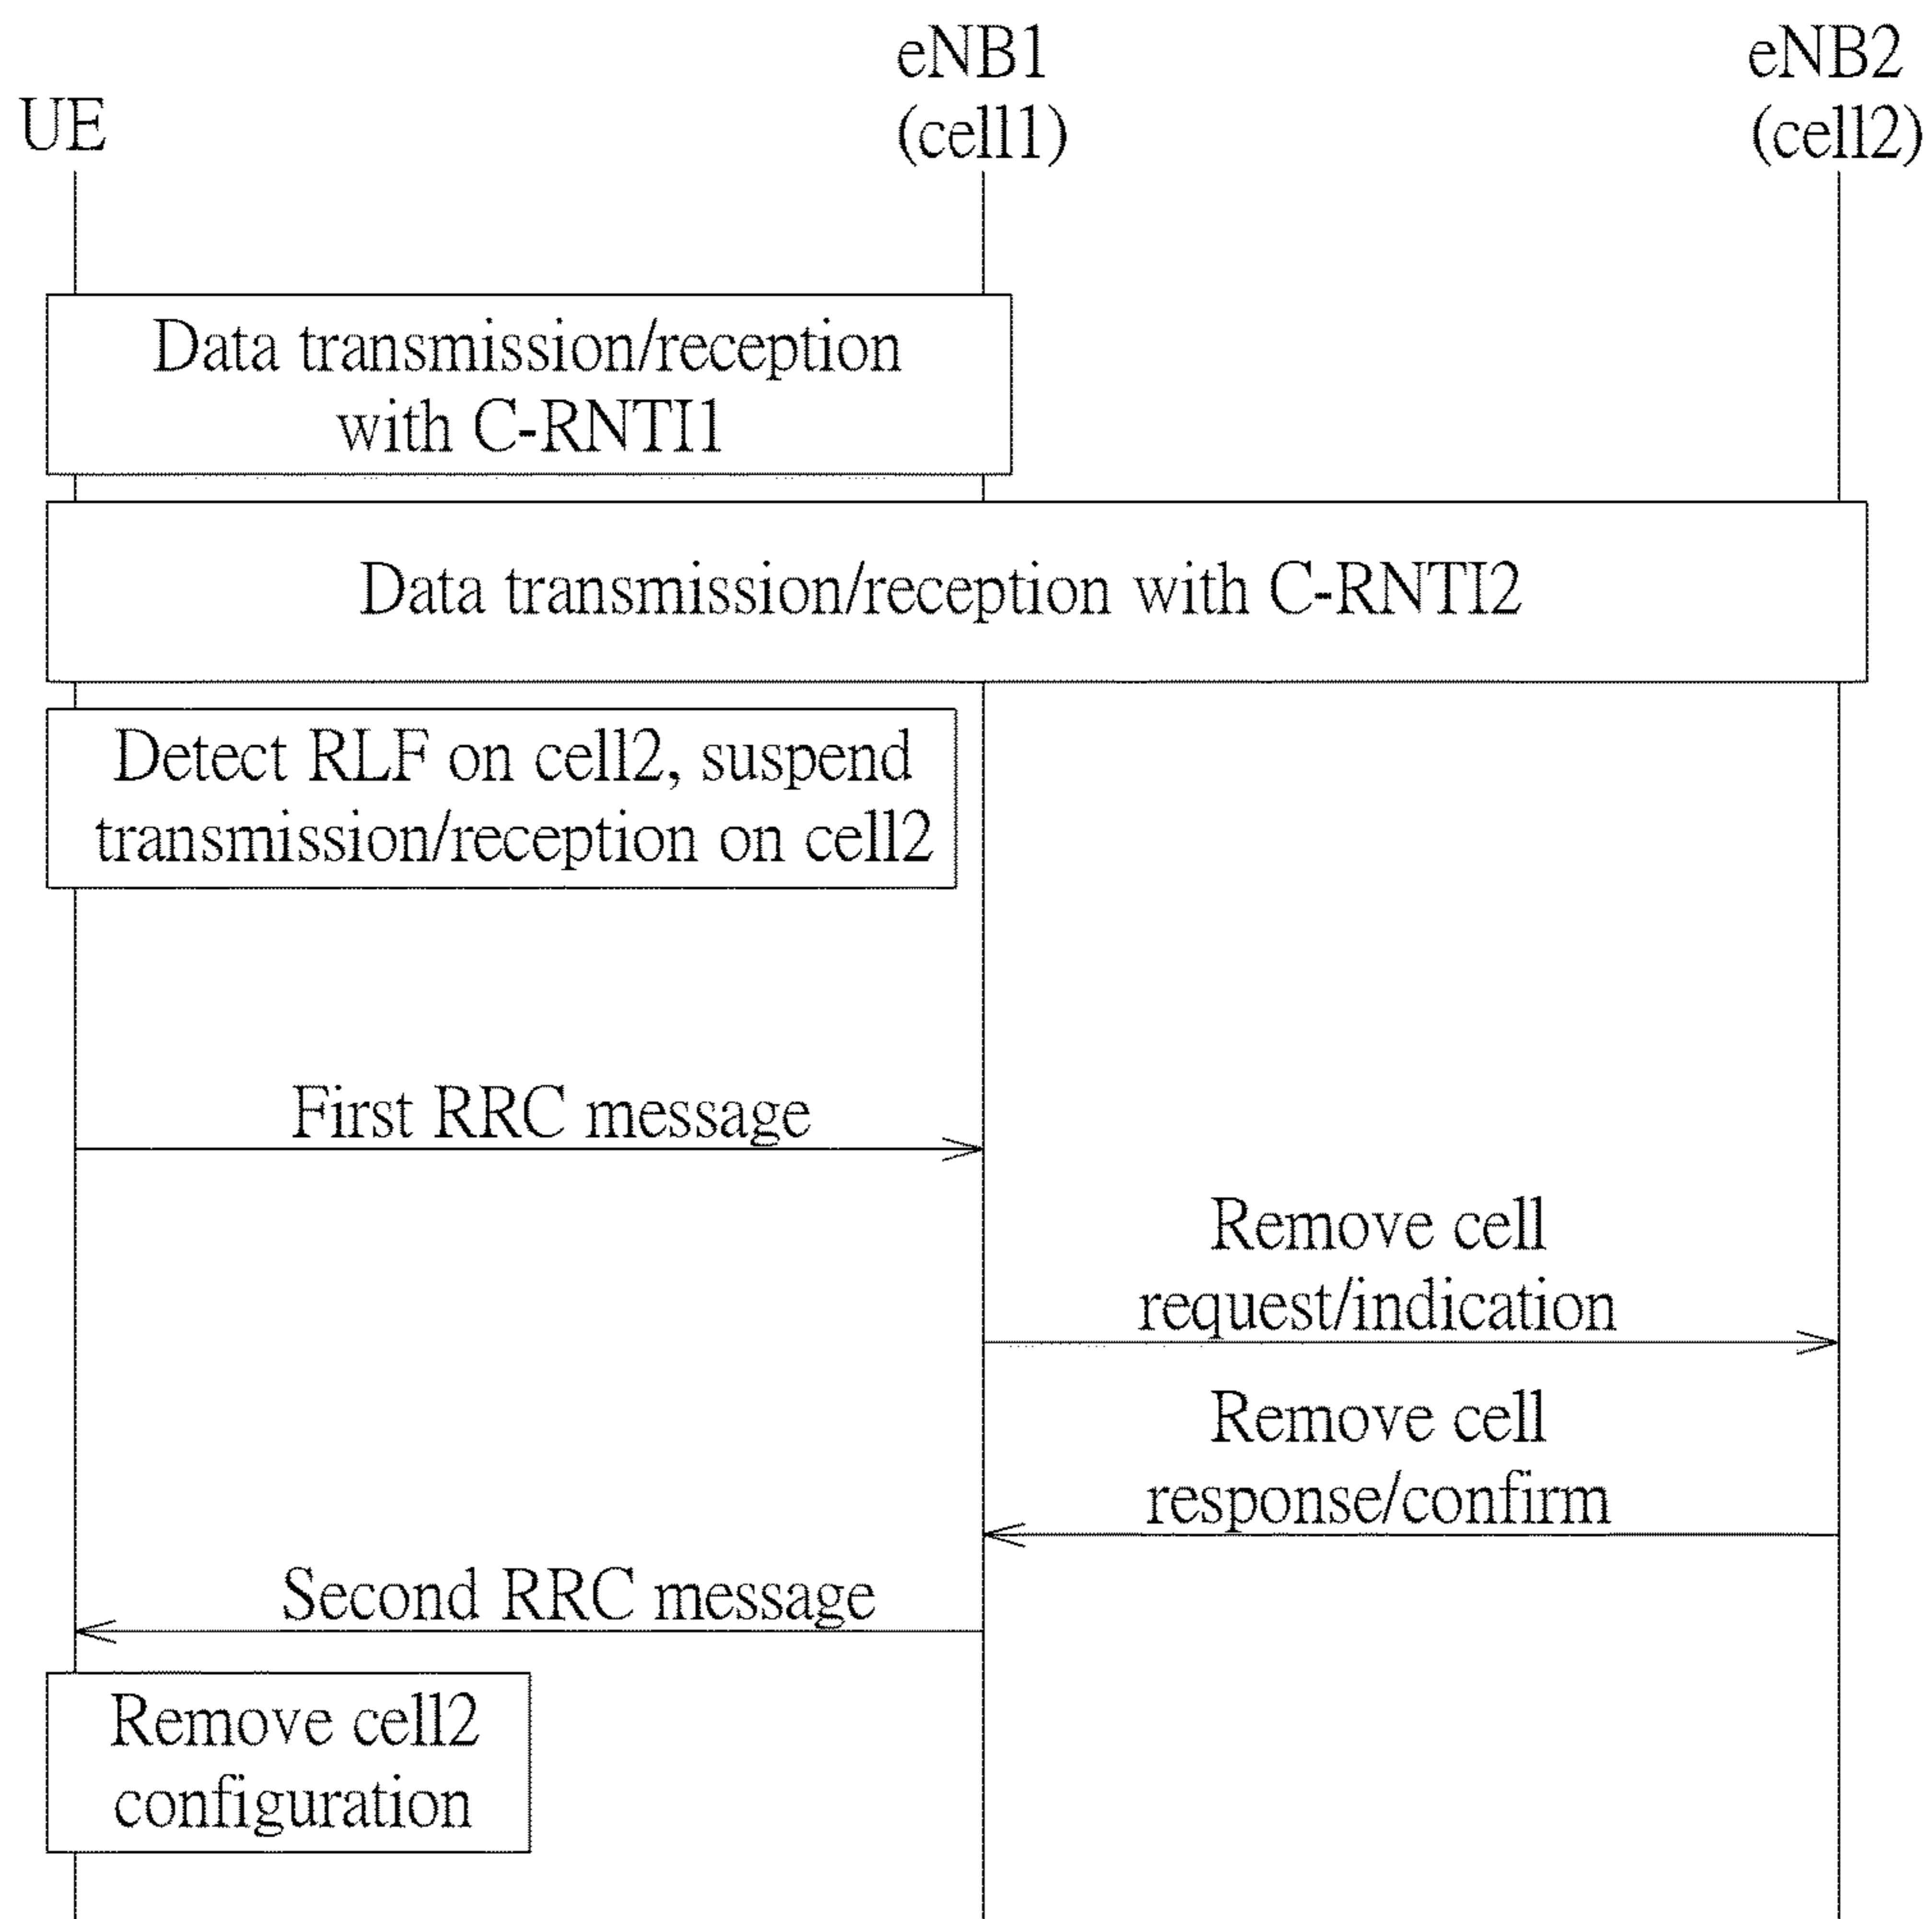 UE
eNB1
(cell1)
eNB2
(cell2)
Data transmission/reception
with C-RNTI1
Data transmission/reception with C-RNTI2
Detect RLF on cell2, suspend
transmission/reception on cell2
First RRC message
Remove cell
request/indication
Remove cell
response/confirm
Second RRC message
Remove cell2
configuration